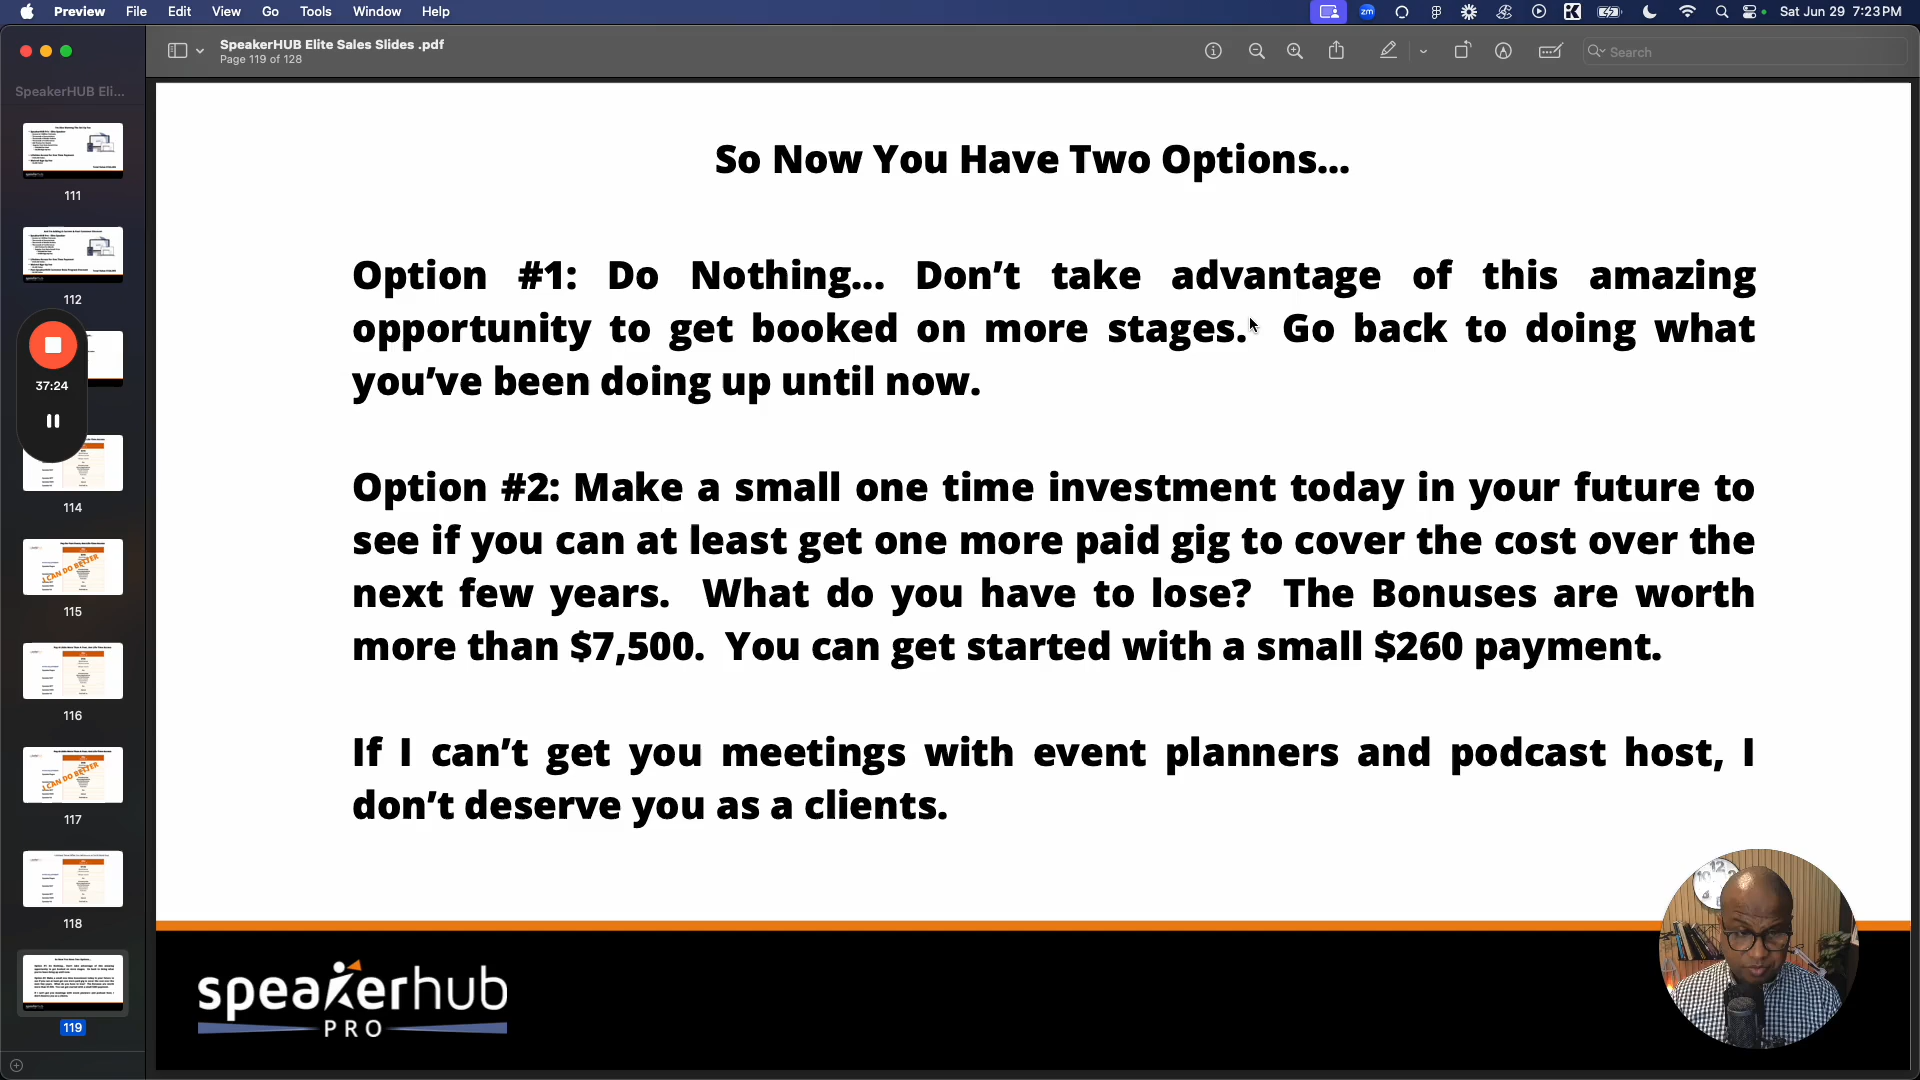 Preview File Edit View Go Tools Window Help
zm
Sat Jun 29 7:23 PM
SpeakerHUB Elite Sales Slides .pdf
Page 119 of 128
Search
SpeakerHUB Eli...
111
112
37:24
114
I CAN DO BETTER
115
116
I CAN DO BETTER
117
118
119
So Now You Have Two Options...
Option #1: Do Nothing... Don’t take advantage of this amazing
opportunity to get booked on more stages. Go back to doing what
you’ve been doing up until now.
Option #2: Make a small one time investment today in your future to
see if you can at least get one more paid gig to cover the cost over the
next few years. What do you have to lose? The Bonuses are worth
more than $7,500. You can get started with a small $260 payment.
If I can’t get you meetings with event planners and podcast host, I
don’t deserve you as a clients.
speakerhub
PRO